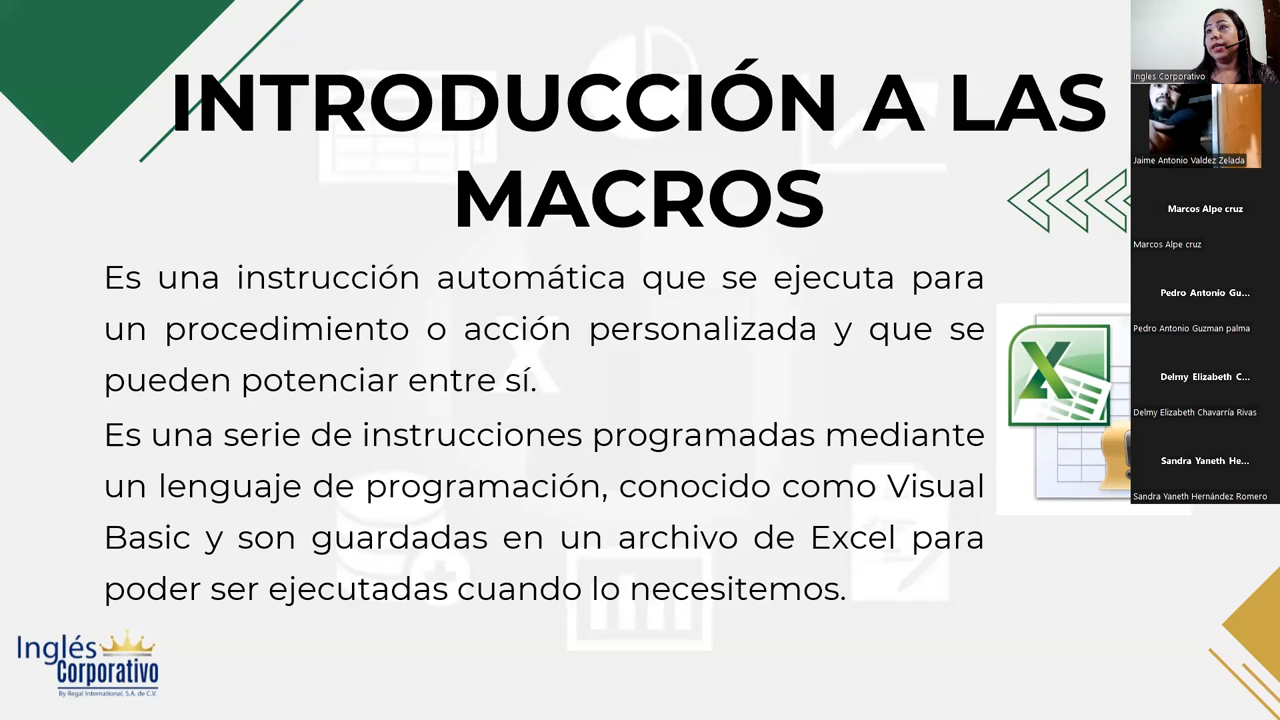 INTRODUCCIÓN A LAS
MACROS
Es una instrucción automática que se ejecuta para
un procedimiento o acción personalizada y que se
pueden potenciar entre sí.
Es una serie de instrucciones programadas mediante
un lenguaje de programación, conocido como Visual
Basic y son guardadas en un archivo de Excel para
poder ser ejecutadas cuando lo necesitemos.
Inglés
Corporativo
By Regal International, S.A. de C.V.
Ingles Corporativo
Jaime Antonio Valdez Zelada
Marcos Alpe cruz
Marcos Alpe cruz
Pedro Antonio Gu...
Pedro Antonio Guzman palma
Delmy Elizabeth C...
Delmy Elizabeth Chavarría Rivas
Sandra Yaneth He...
Sandra Yaneth Hernández Romero